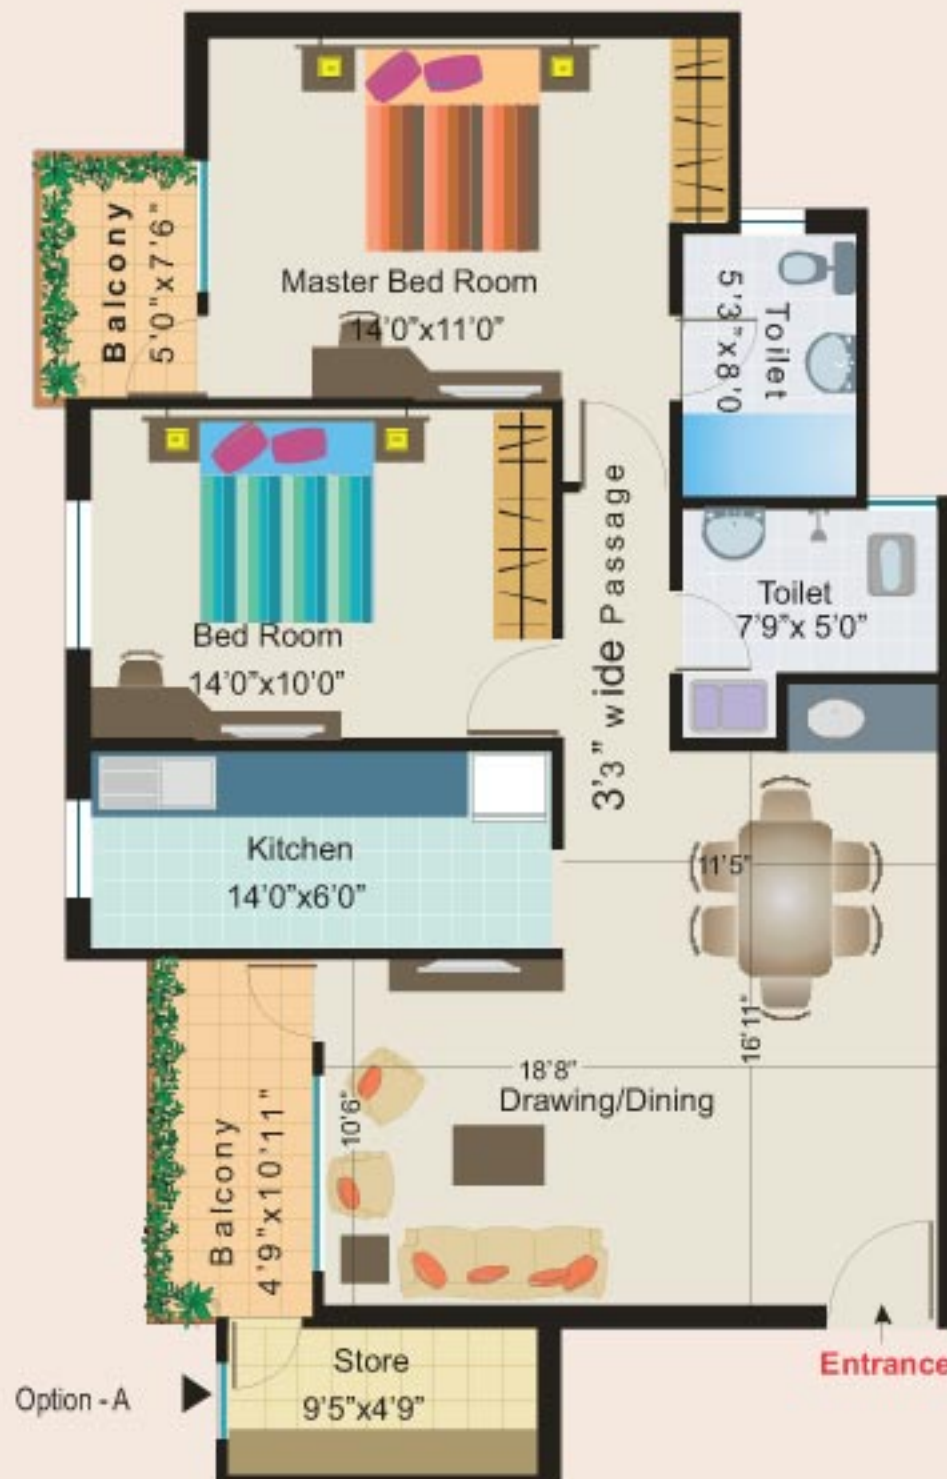 Balcony
5'0"x7'6"
Master Bed Room
14'0"x11'0"
Toilet
5'3"x8'0
Bed Room
14'0"x10'0"
3'3" wide Passage
Toilet
7'9"x 5'0"
Kitchen
14'0"x6'0"
11'5"
16'11"
18'8"
Drawing/Dining
10'6"
Balcony
4'9"x10'11"
Store
9'5"x4'9"
Option - A
Entrance